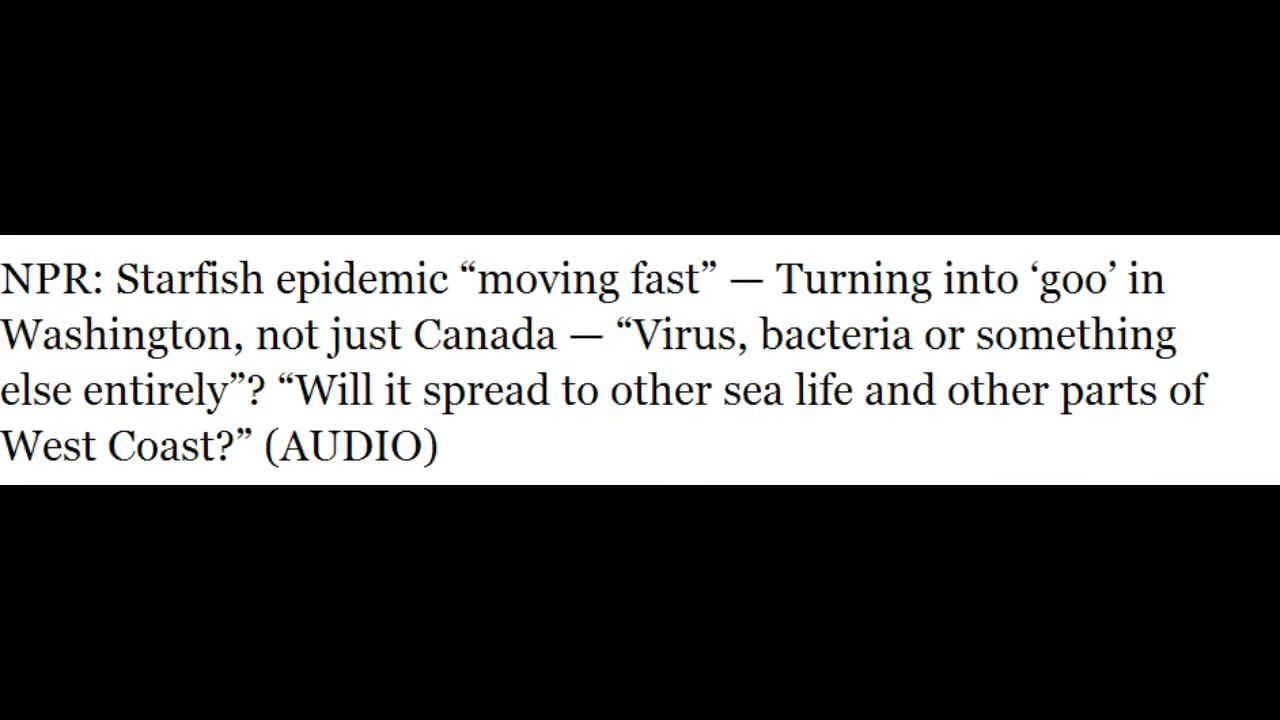 NPR: Starfish epidemic “moving fast” — Turning into ‘goo’ in
Washington, not just Canada — “Virus, bacteria or something
else entirely”? “Will it spread to other sea life and other parts of
West Coast?” (AUDIO)